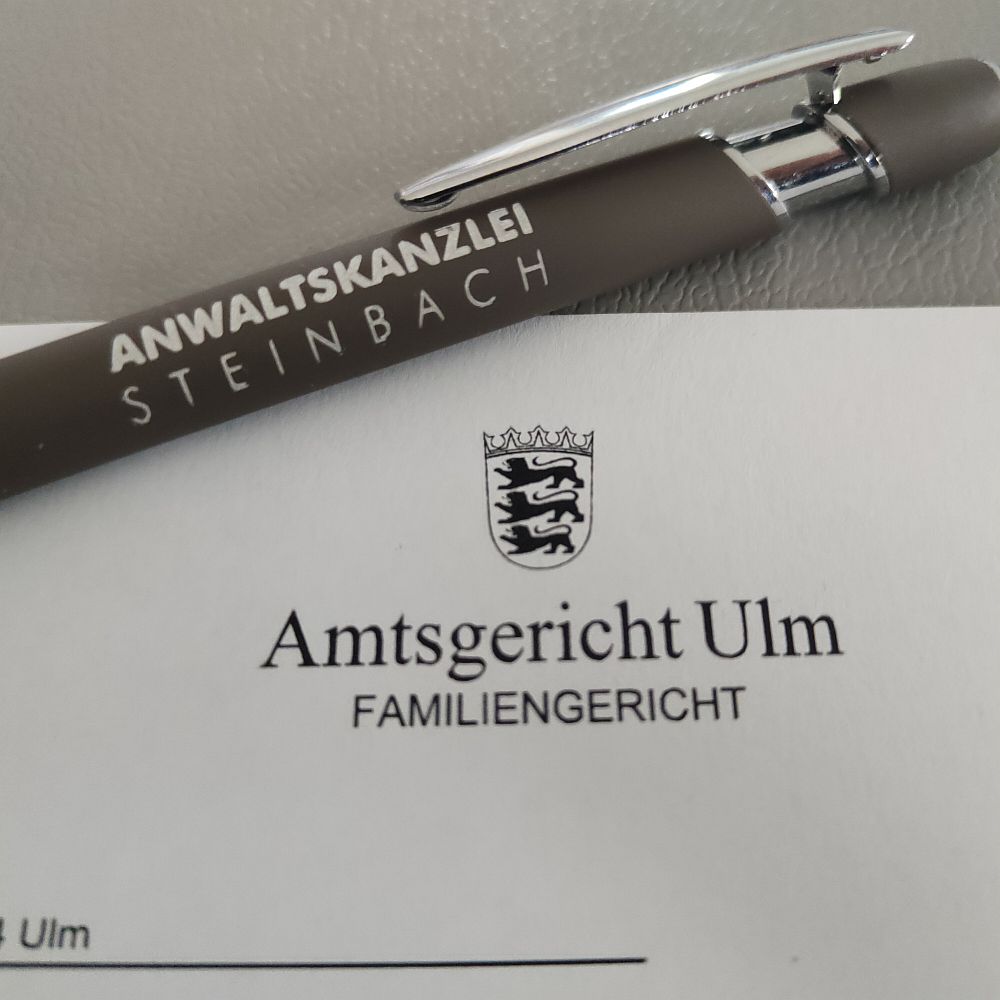 ANWALTSKANZLEI
STEINBACH
Amtsgericht Ulm
FAMILIENGERICHT
Ulm